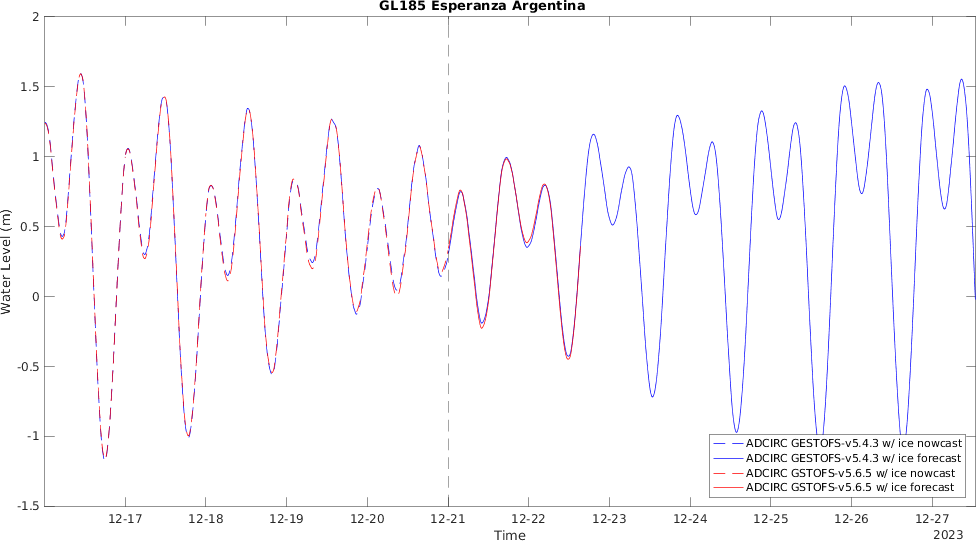 GL185 Esperanza Argentina
2
1.5
1
0.5
0
-0.5
-1
-1.5
Water Level (m)
ADCIRC GESTOFS-v5.4.3 w/ ice nowcast
ADCIRC GESTOFS-v5.4.3 w/ ice forecast
ADCIRC GSTOFS-v5.6.5 w/ ice nowcast
ADCIRC GSTOFS-v5.6.5 w/ ice forecast
12-17 12-18 12-19 12-20 12-21 12-22 12-23 12-24 12-25 12-26 12-27
Time
2023